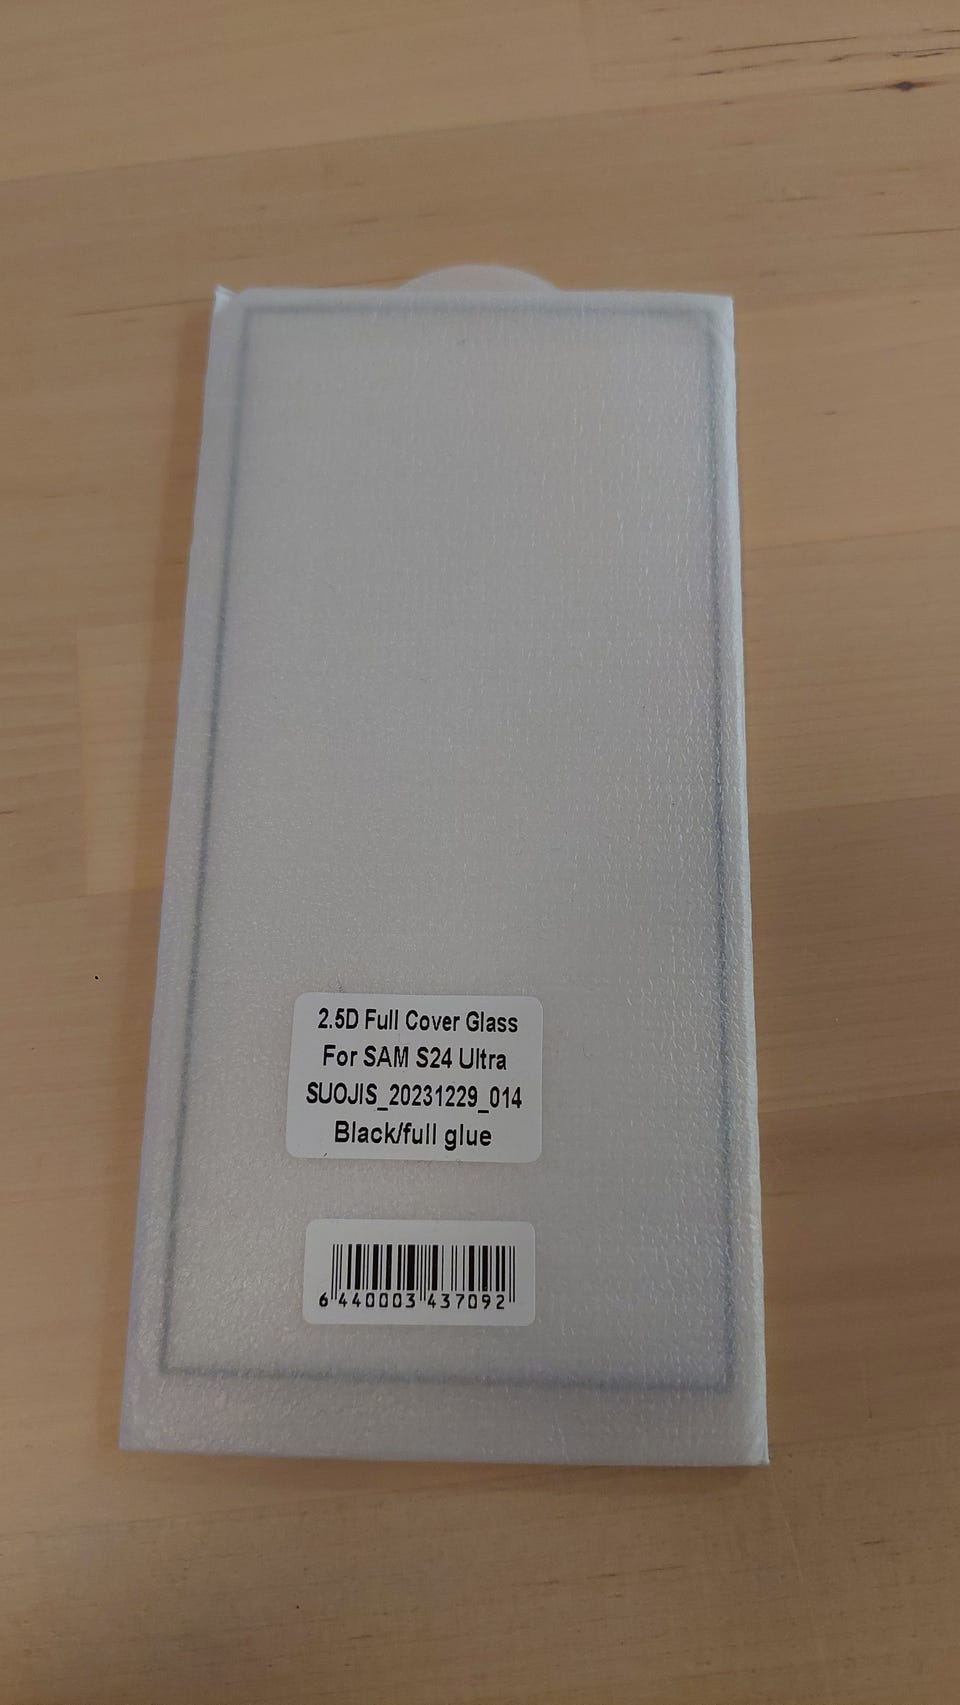 2.5D Full Cover Glass
For SAM S24 Ultra
SUOJIS_20231229_014
Black/full glue
6 440003 437092